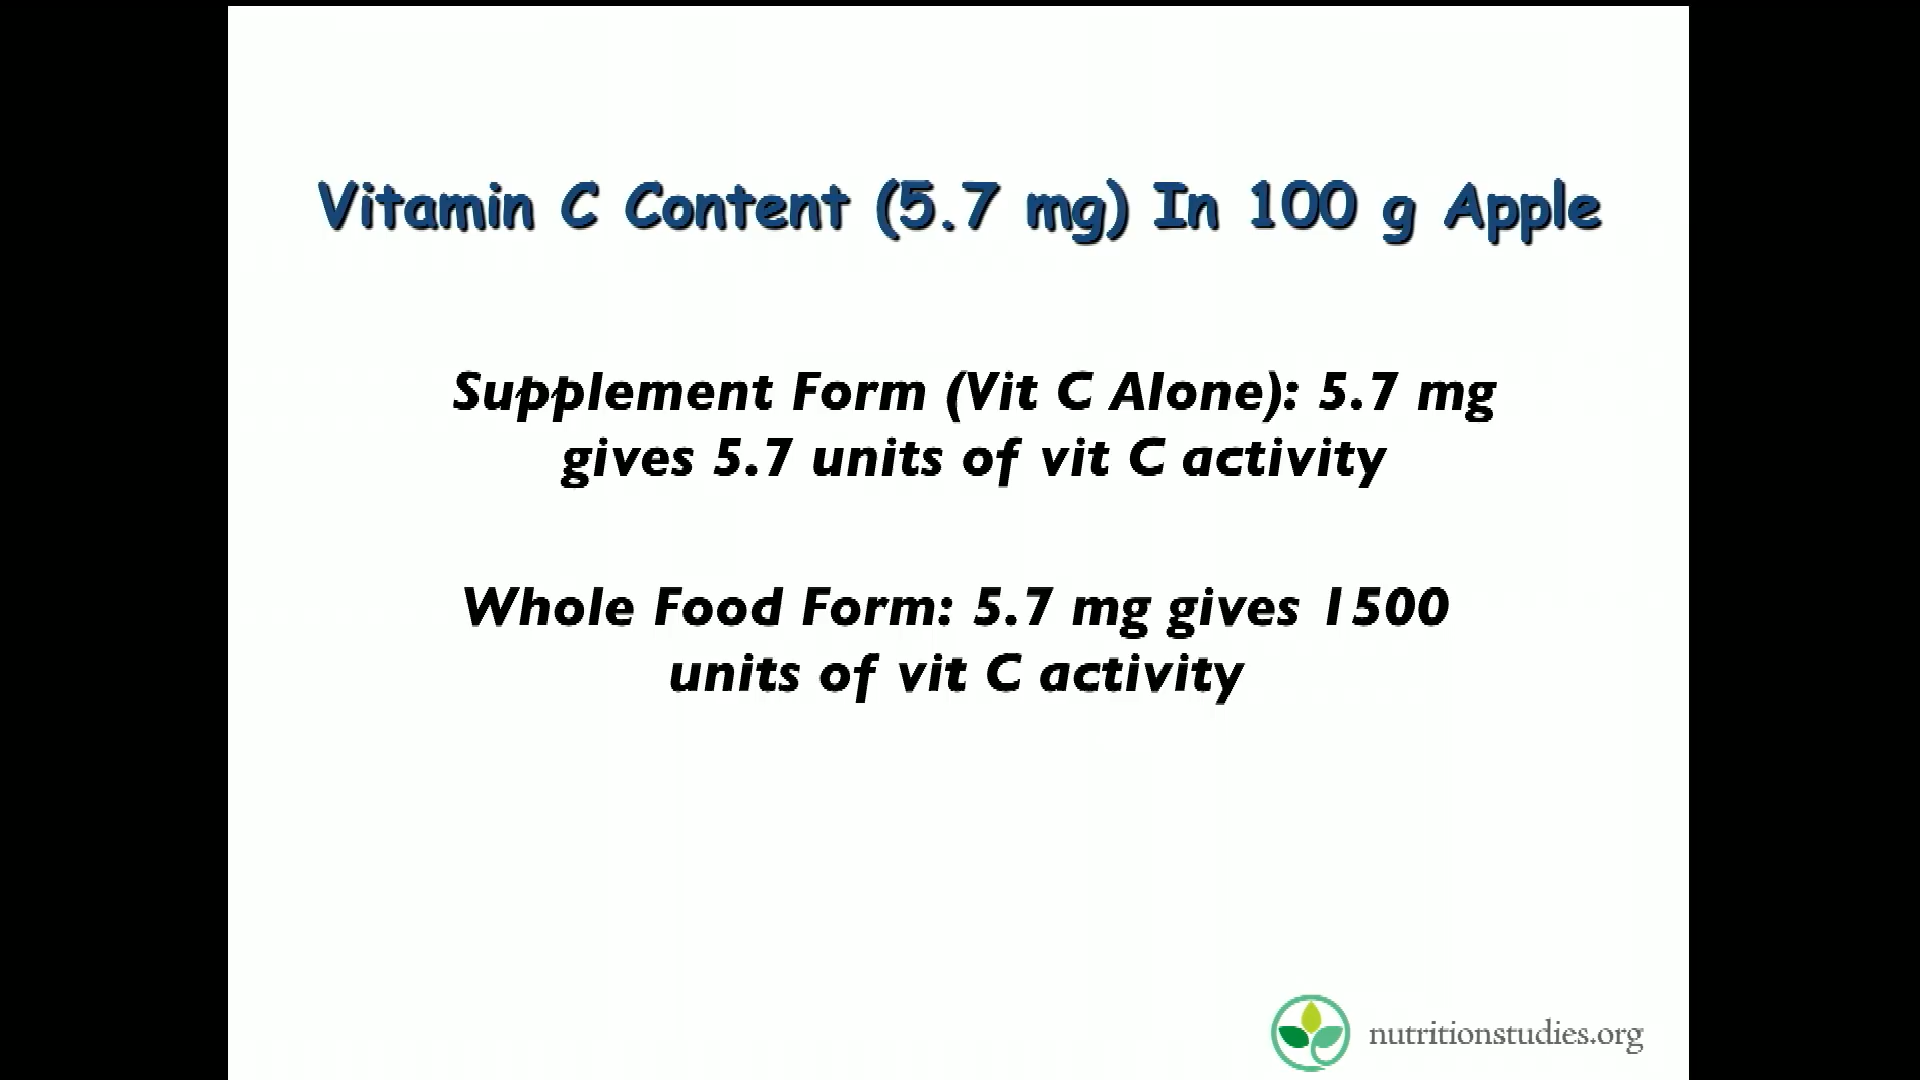 Vitamin C Content (5.7 mg) In 100 g Apple
Supplement Form (Vit C Alone): 5.7 mg
gives 5.7 units of vit C activity
Whole Food Form: 5.7 mg gives 1500
units of vit C activity
nutritionstudies.org